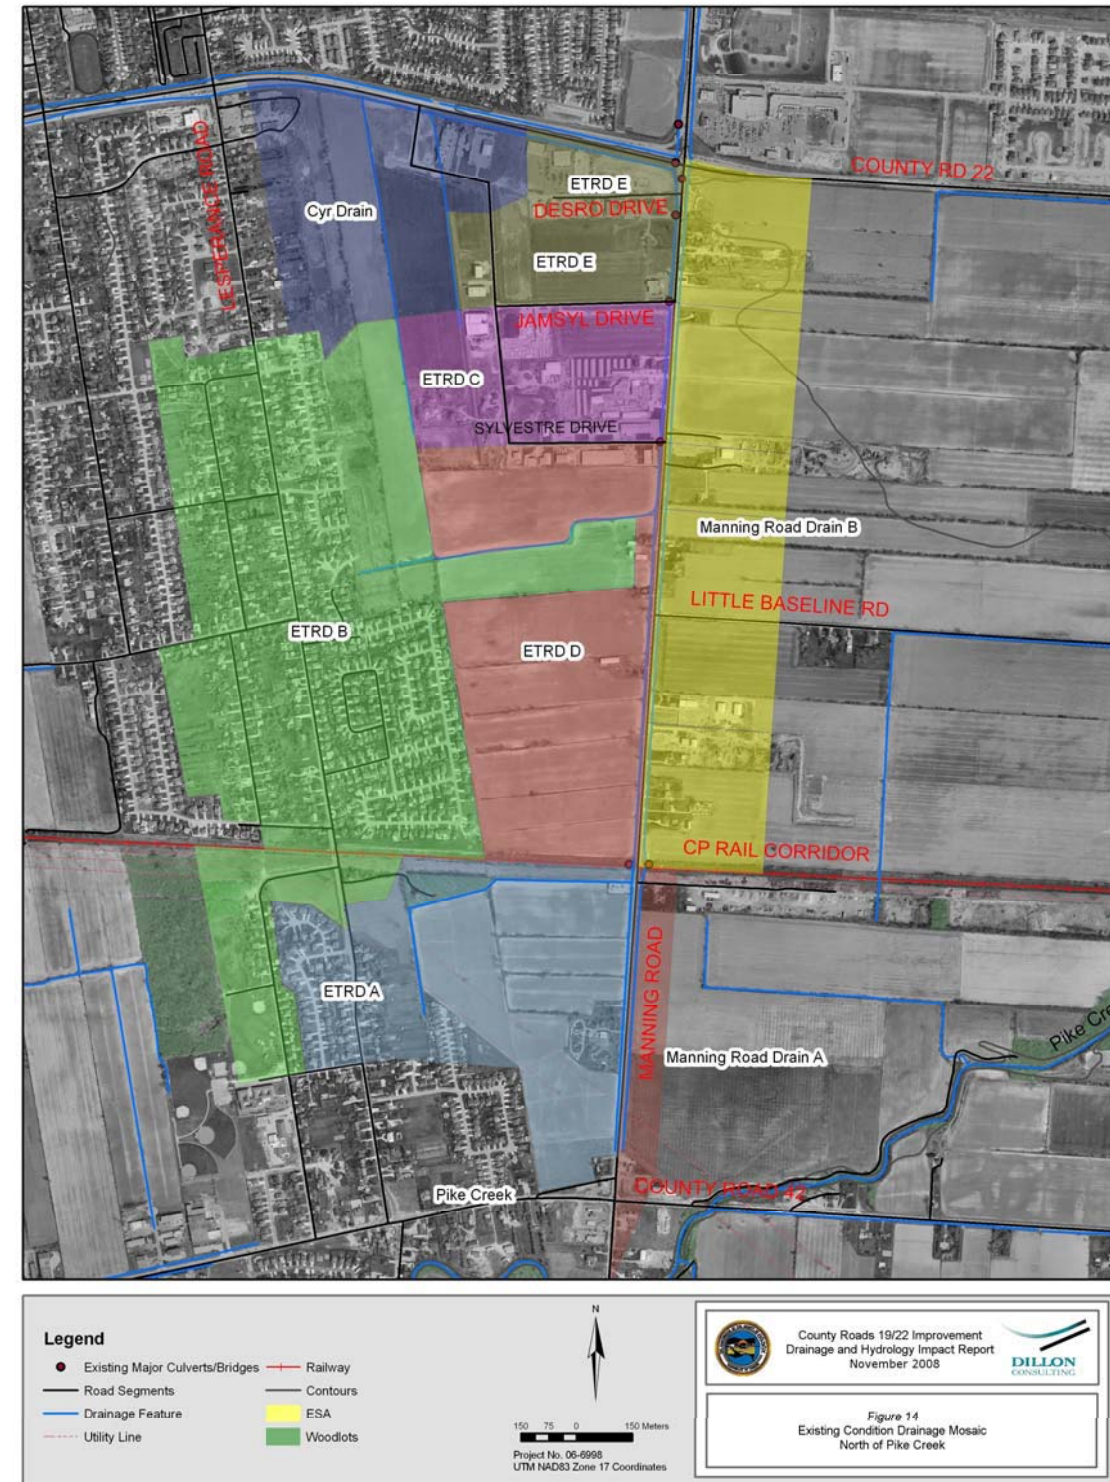 COUNTY RD 22
LESPERANCE ROAD
ETRD E
DESRO DRIVE
Cyr Drain
ETRD E
JAMSYL DRIVE
ETRD C
SYLVESTRE DRIVE
Manning Road Drain B
LITTLE BASELINE RD
ETRD B
ETRD D
CP RAIL CORRIDOR
MANNING ROAD
ETRD A
Pike Cre
Manning Road Drain A
COUNTY ROAD 42
Pike Creek
Legend
Existing Major Culverts/Bridges
Road Segments
Drainage Feature
Utility Line
Railway
Contours
ESA
Woodlots
N
150 75 0 150 Meters
Project No. 06-6998
UTM NAD83 Zone 17 Coordinates
County Roads 19/22 Improvement
Drainage and Hydrology Impact Report
November 2008
DILLON
CONSULTING
Figure 14
Existing Condition Drainage Mosaic
North of Pike Creek